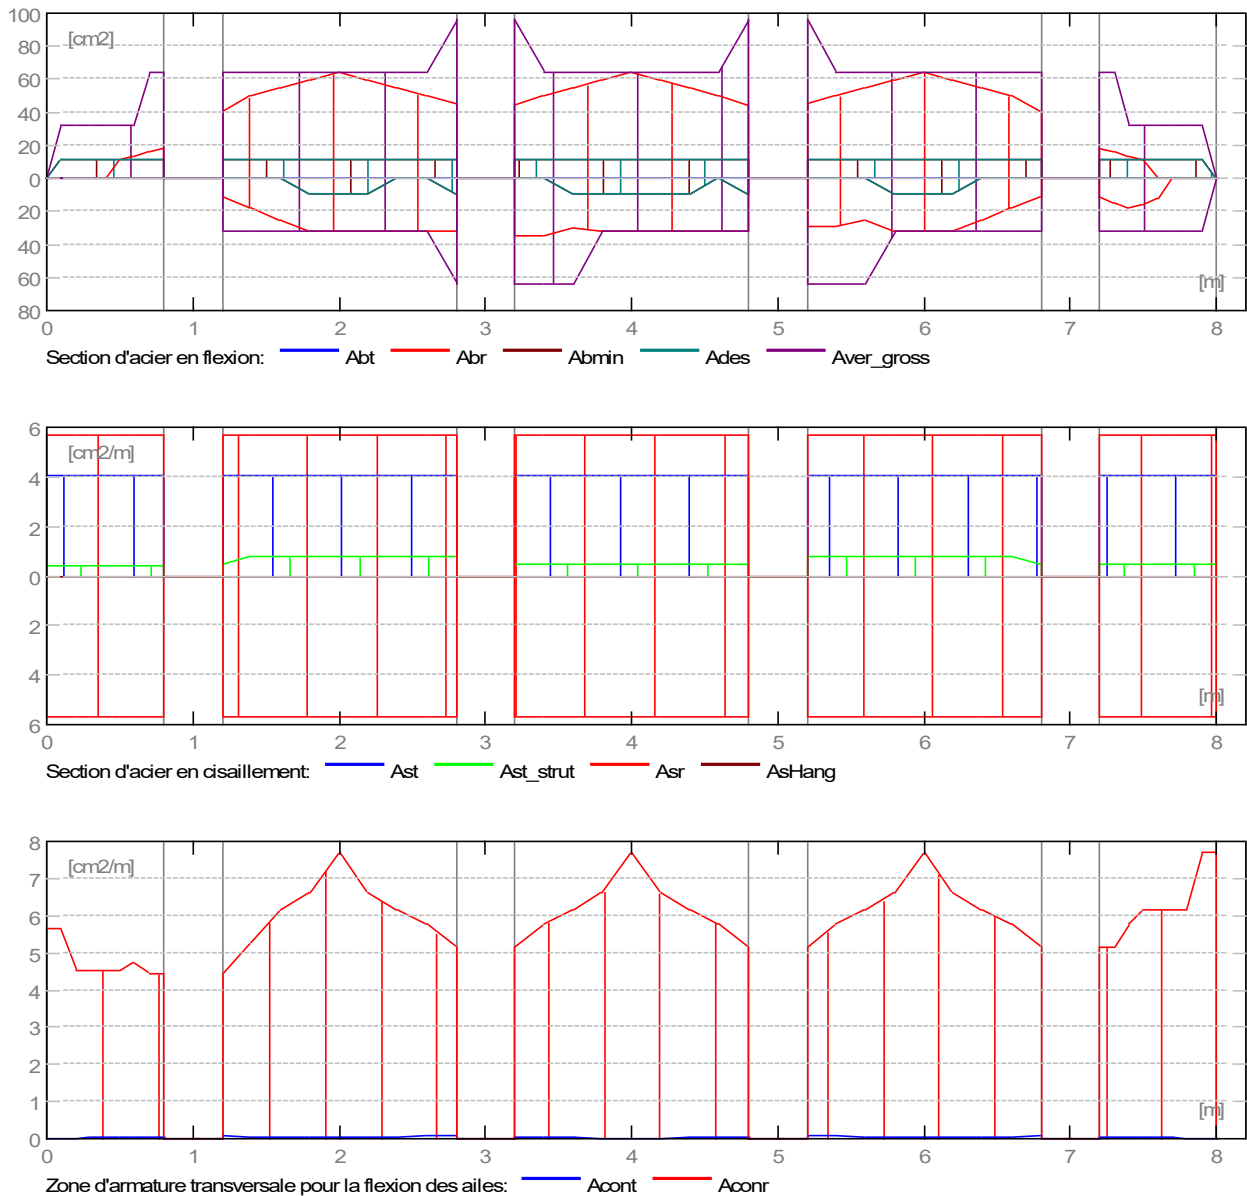 100
[cm2]
80
60
40
20
0
20
40
60
[m]
80
0 1 2 3 4 5 6 7 8
Section d'acier en flexion: Abt Abr Abmin Ades Aver_gross
6
[cm2/m]
4
2
0
2
4
[m]
6
0 1 2 3 4 5 6 7 8
Section d'acier en cisaillement: Ast Ast_strut Asr AsHang
8
[cm2/m]
7
6
5
4
3
2
1
[m]
0
0 1 2 3 4 5 6 7 8
Zone d'armature transversale pour la flexion des ailes: Acont Aconr